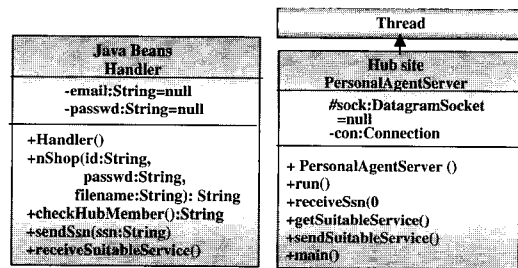 Java Beans
Handler
-email:String=null
-passwd:String=null
+Handler()
+nShop(id:String,
passwd:String,
filename:String): String
+checkHubMember():String
+sendSsn(ssn:String)
+receiveSuitableService()
Thread
Hub site
PersonalAgentServer
#sock:DatagramSocket
=null
-con:Connection
+ PersonalAgentServer ()
+run()
+receiveSsn(0
+getSuitableService()
+sendSuitableService()
+main()